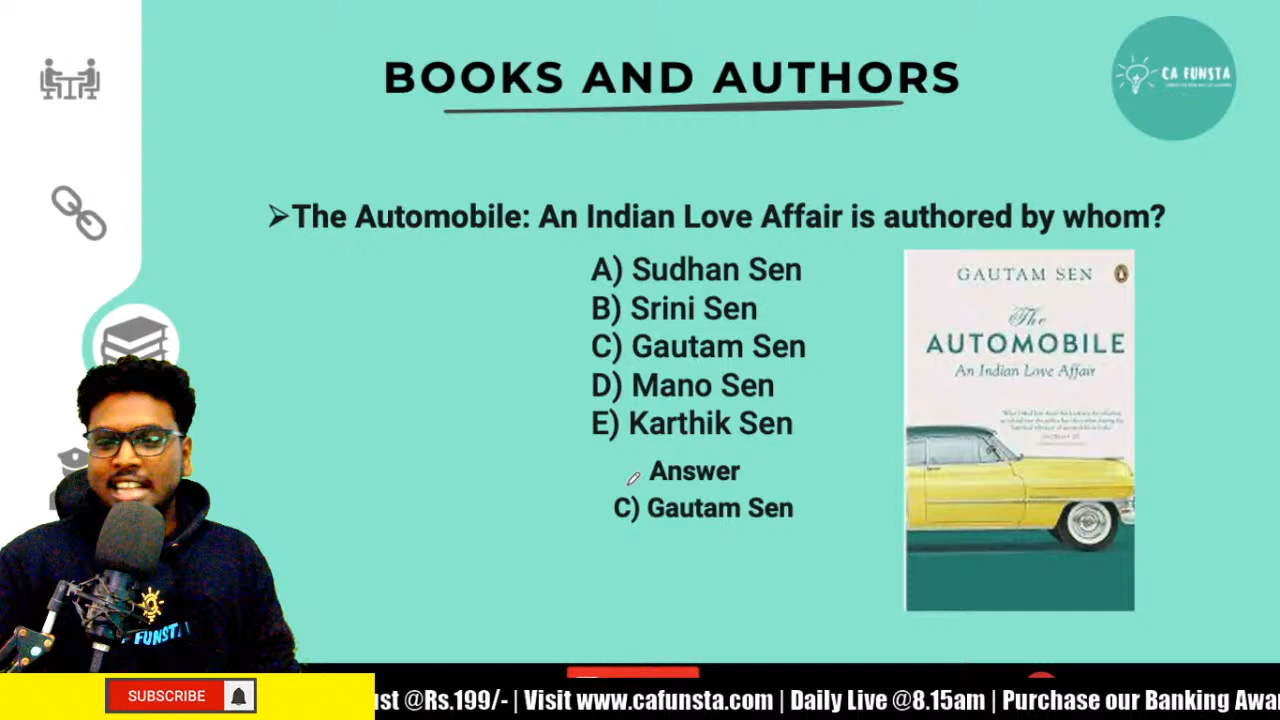 BOOKS AND AUTHORS
CA FUNSTA
➢The Automobile: An Indian Love Affair is authored by whom?
A) Sudhan Sen
B) Srini Sen
C) Gautam Sen
D) Mano Sen
E) Karthik Sen
Answer
C) Gautam Sen
GAUTAM SEN
The
AUTOMOBILE
An Indian Love Affair
FUNSTA
SUBSCRIBE
ust @Rs.199/- | Visit www.cafunsta.com | Daily Live @8.15am | Purchase our Banking Awa